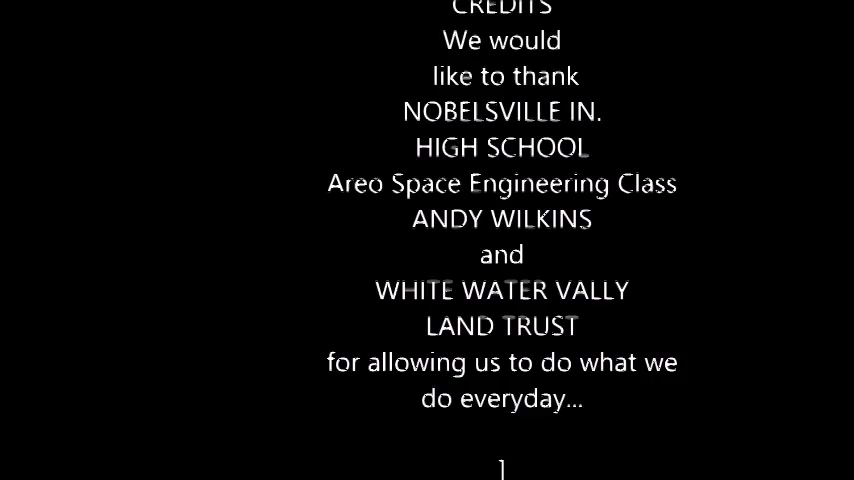 CREDITS
We would
like to thank
NOBELSVILLE IN.
HIGH SCHOOL
Areo Space Engineering Class
ANDY WILKINS
and
WHITE WATER VALLY
LAND TRUST
for allowing us to do what we
do everyday...